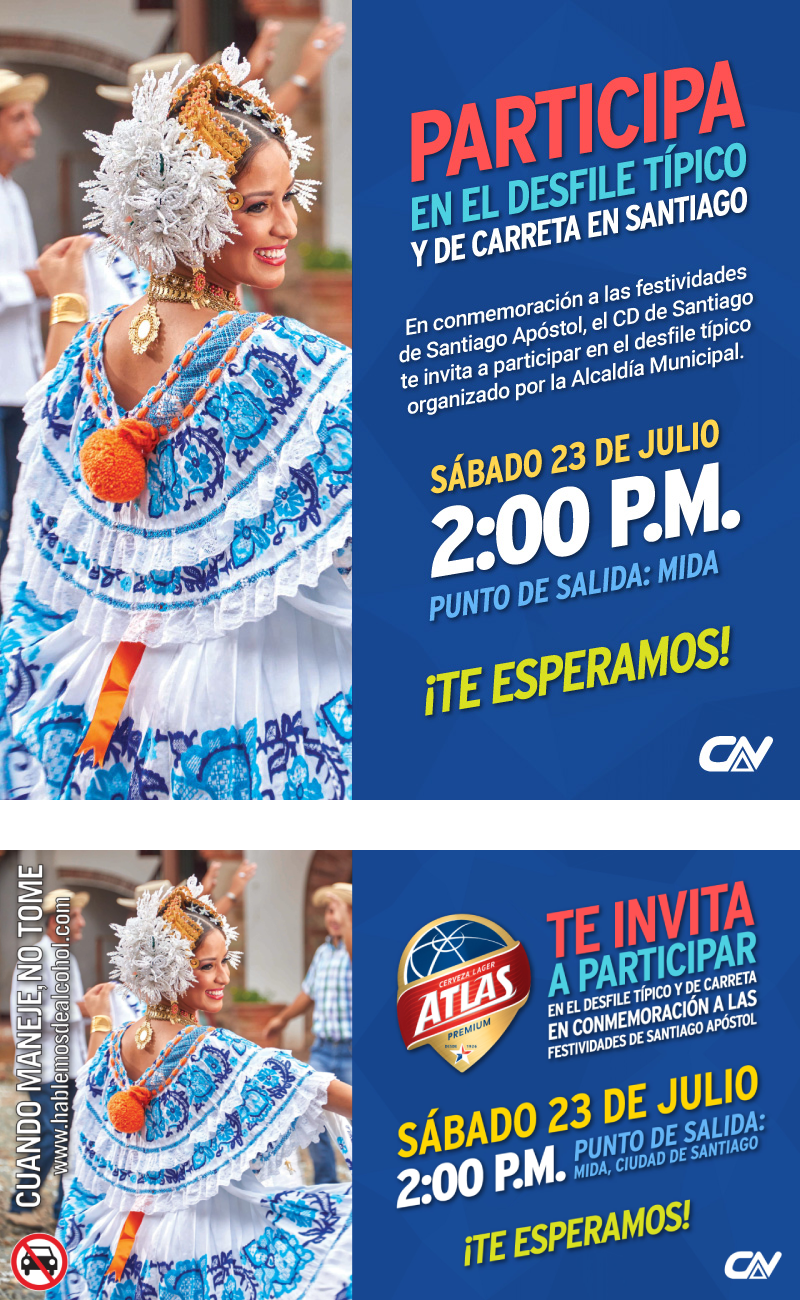 PARTICIPA
EN EL DESFILE TÍPICO
Y DE CARRETA EN SANTIAGO
En conmemoración a las festividades
de Santiago Apóstol, el CD de Santiago
te invita a participar en el desfile típico
organizado por la Alcaldía Municipal.
SÁBADO 23 DE JULIO
2:00 P.M.
PUNTO DE SALIDA: MIDA
¡TE ESPERAMOS!
CN
CUANDO MANEJE, NO TOME
www.hablemosdealcohol.com
CERVEZA LAGER
ATLAS
PREMIUM
TE INVITA
A PARTICIPAR
EN EL DESFILE TÍPICO Y DE CARRETA
EN CONMEMORACIÓN A LAS
FESTIVIDADES DE SANTIAGO APÓSTOL
SÁBADO 23 DE JULIO
2:00 P.M.
PUNTO DE SALIDA:
MIDA, CIUDAD DE SANTIAGO
¡TE ESPERAMOS!
CN